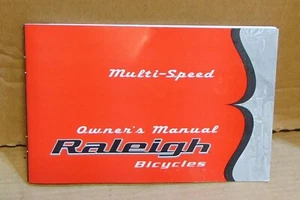 Multi-Speed
Owner's Manual
Raleigh
Bicycles